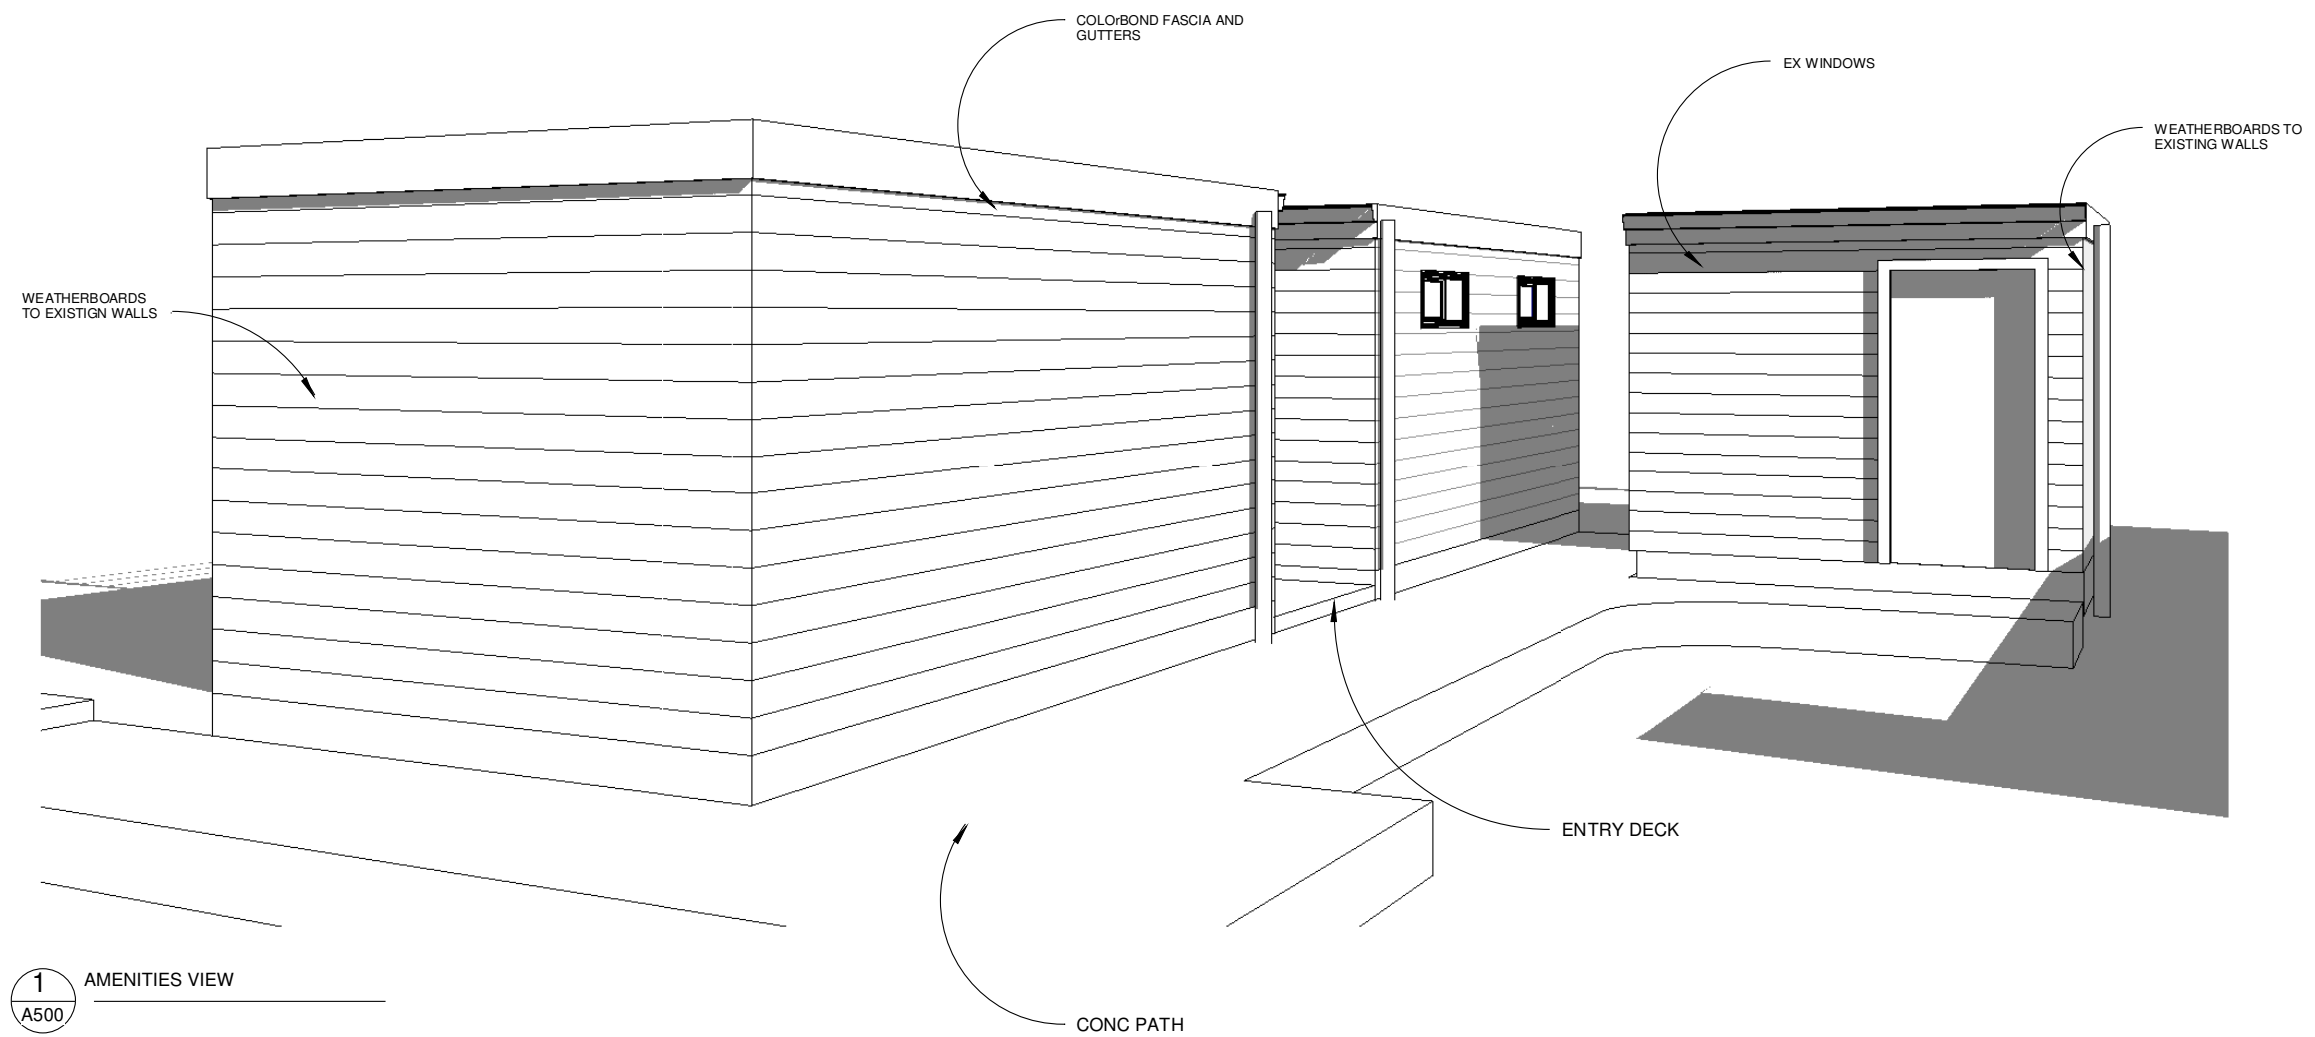 COLOrBOND FASCIA AND
GUTTERS
EX WINDOWS
WEATHERBOARDS TO
EXISTING WALLS
WEATHERBOARDS
TO EXISTIGN WALLS
ENTRY DECK
1
A500
AMENITIES VIEW
CONC PATH